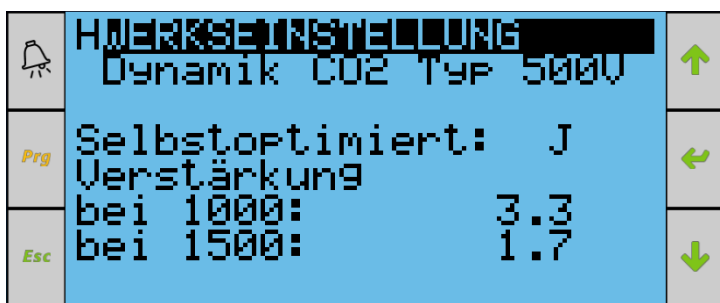 HWERKSEINSTELLUNG
Dynamik CO2 Typ 500V
Selbstoptimiert: J
Verstärkung
bei 1000: 3.3
bei 1500: 1.7
Prg
Esc